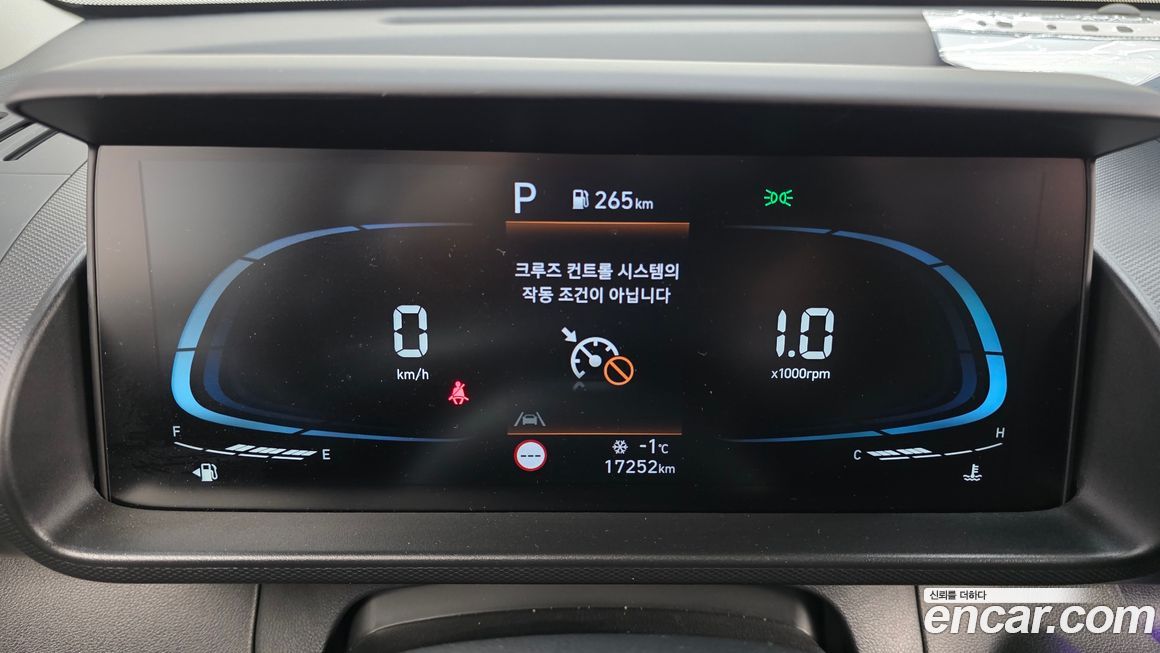 P 265km
크루즈 컨트롤 시스템의
작동 조건이 아닙니다
0
km/h
1.0
x1000rpm
F
E
C
H
---
-1℃
17252km
신뢰를 더하다
encar.com